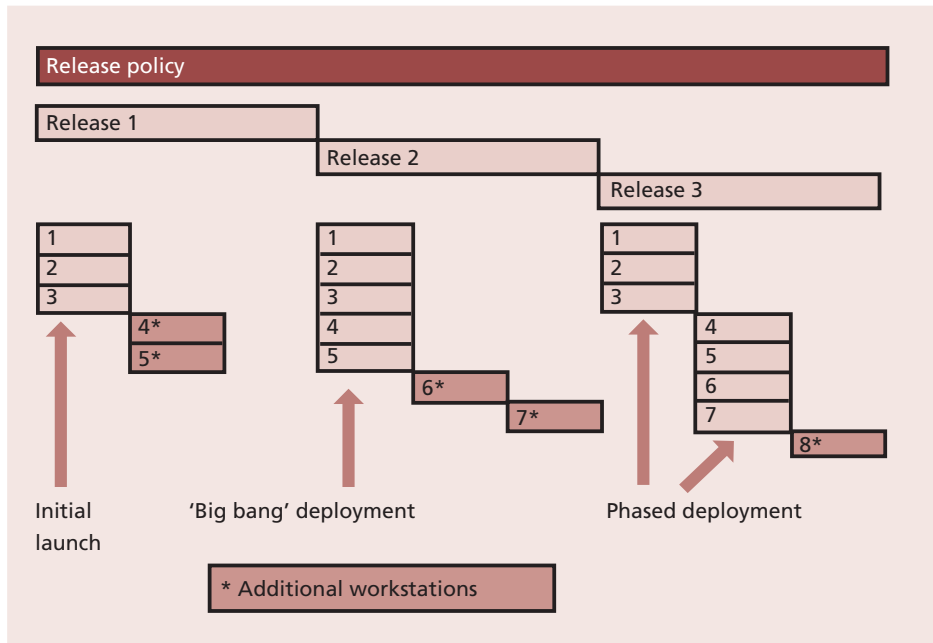 Release policy
Release 1
Release 2
Release 3
1
2
3
4*
5*
1
2
3
4
5
6*
7*
1
2
3
4
5
6
7
8*
Initial
launch
‘Big bang’ deployment
Phased deployment
* Additional workstations